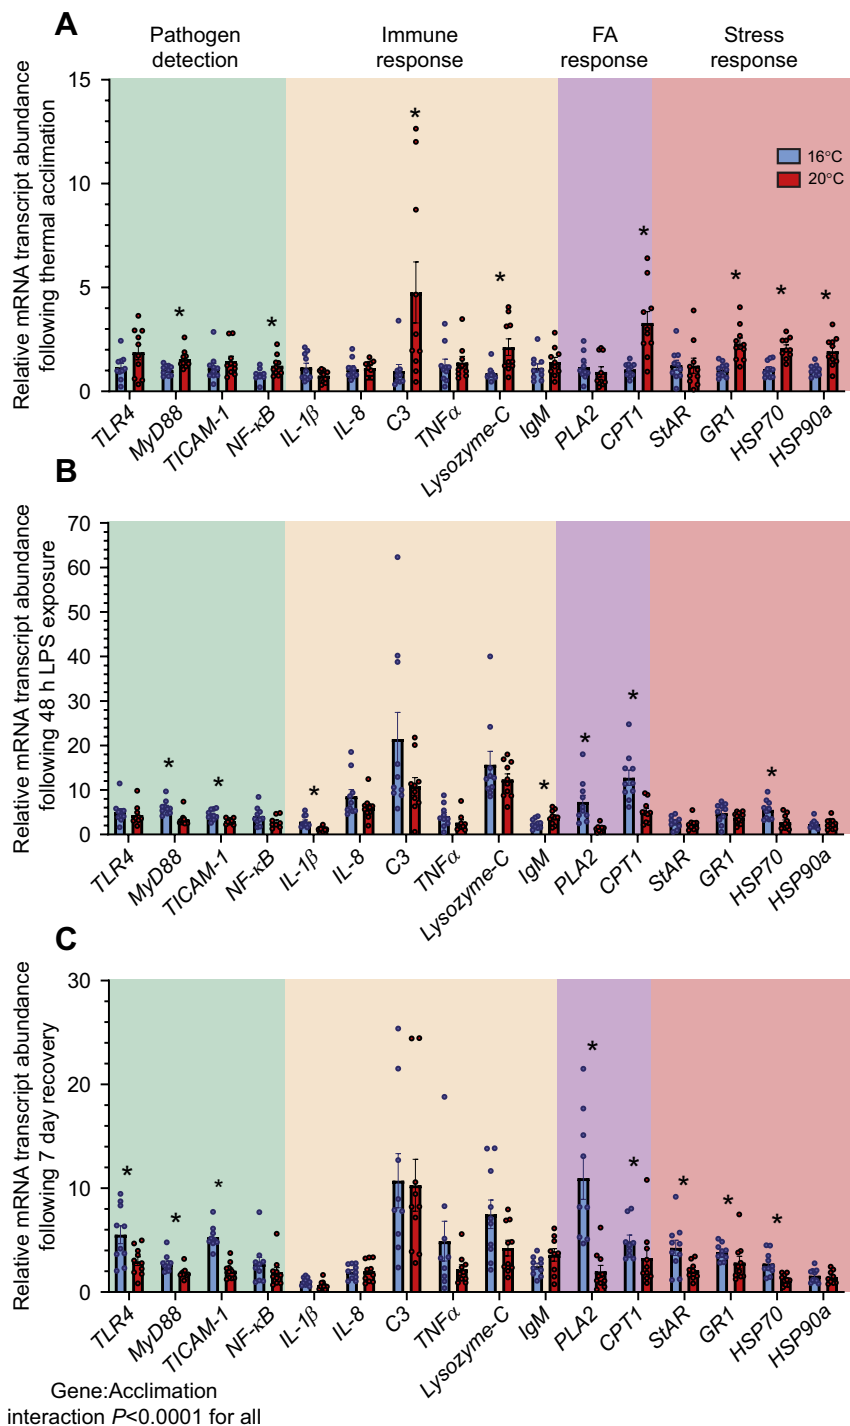 A
Pathogen
detection
Immune
response
FA
response
Stress
response
Relative mRNA transcript abundance
following thermal acclimation
15
10
5
0
* * * * * * * *
16°C
20°C
TLR4 MyD88 TICAM-1 NF-κB IL-1β IL-8 C3 TNFα Lysozyme-C IgM PLA2 CPT1 StAR GR1 HSP70 HSP90a
B
Relative mRNA transcript abundance
following 48 h LPS exposure
70
60
50
40
30
20
10
0
* * * * * * *
TLR4 MyD88 TICAM-1 NF-κB IL-1β IL-8 C3 TNFα Lysozyme-C IgM PLA2 CPT1 StAR GR1 HSP70 HSP90a
C
Relative mRNA transcript abundance
following 7 day recovery
30
20
10
0
* * * * * * * *
TLR4 MyD88 TICAM-1 NF-κB IL-1β IL-8 C3 TNFα Lysozyme-C IgM PLA2 CPT1 StAR GR1 HSP70 HSP90a
Gene:Acclimation
interaction P<0.0001 for all